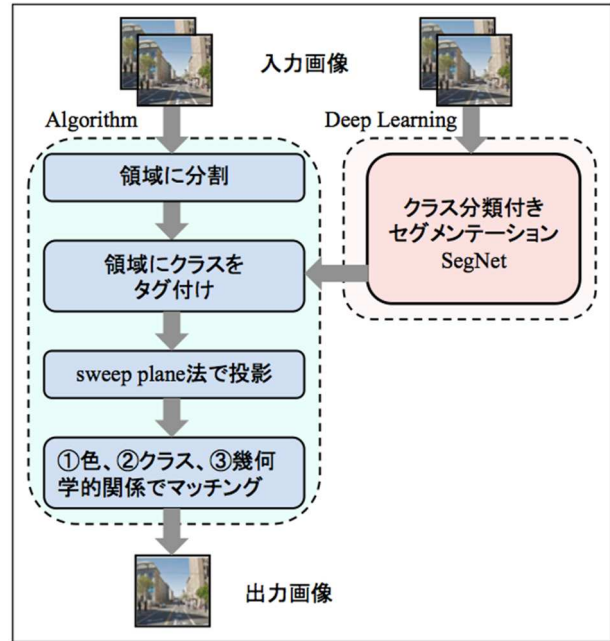 入力画像
Algorithm
Deep Learning
領域に分割
クラス分類付き
セグメンテーション
SegNet
領域にクラスを
タグ付け
sweep plane法で投影
①色、②クラス、③幾何
学的関係でマッチング
出力画像